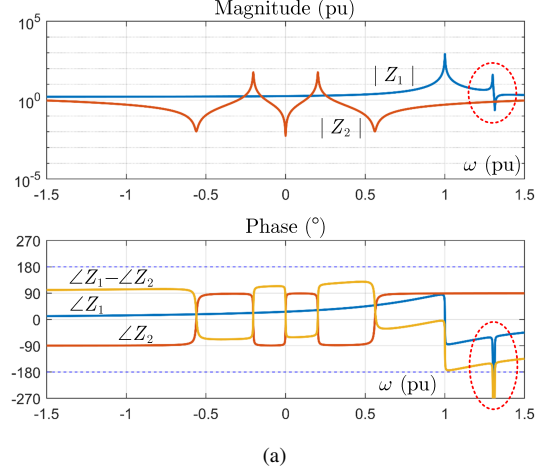 Magnitude (pu)
10^5
10^0
10^-5
| Z_1 |
| Z_2 |
ω (pu)
-1.5 -1 -0.5 0 0.5 1 1.5
Phase (°)
270
180
90
0
-90
-180
-270
∠Z_1−∠Z_2
∠Z_1
∠Z_2
ω (pu)
-1.5 -1 -0.5 0 0.5 1 1.5
(a)